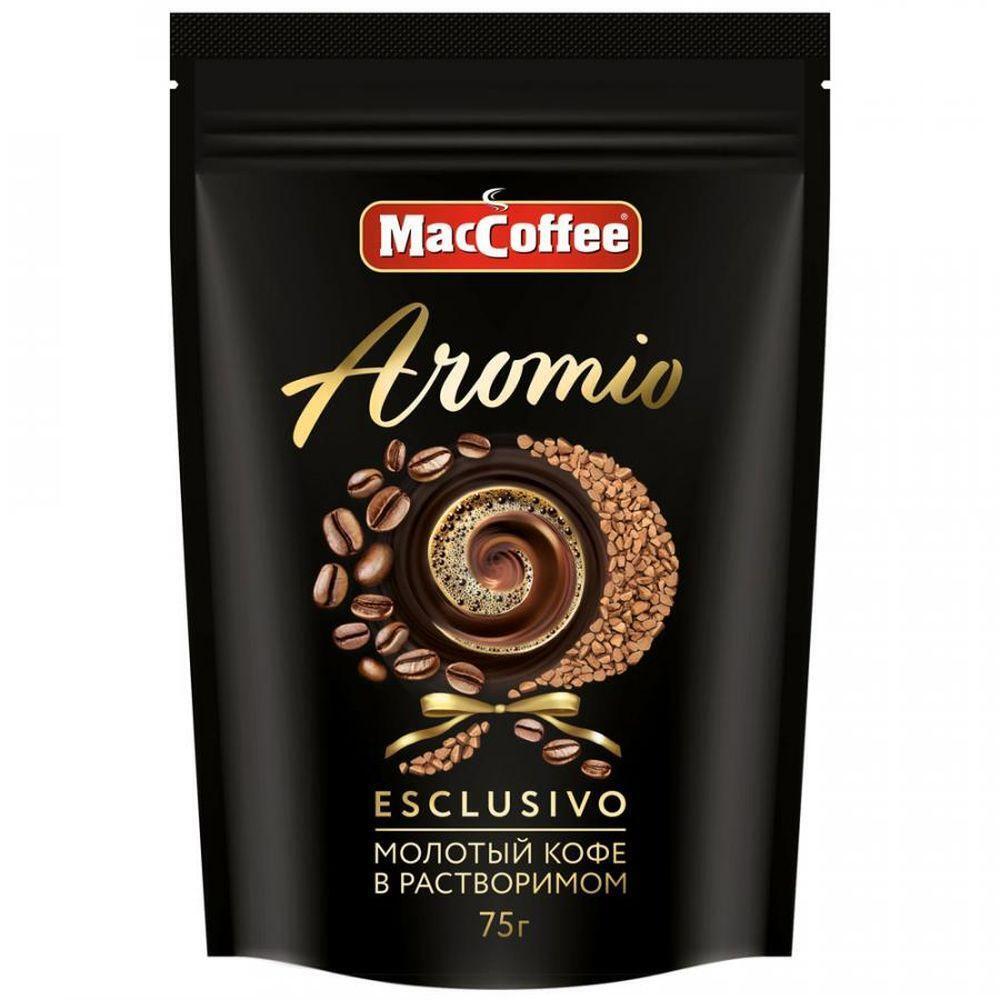 MacCoffee®
Aromio
ESCLUSIVO
МОЛОТЫЙ КОФЕ
В РАСТВОРИМОМ
75г